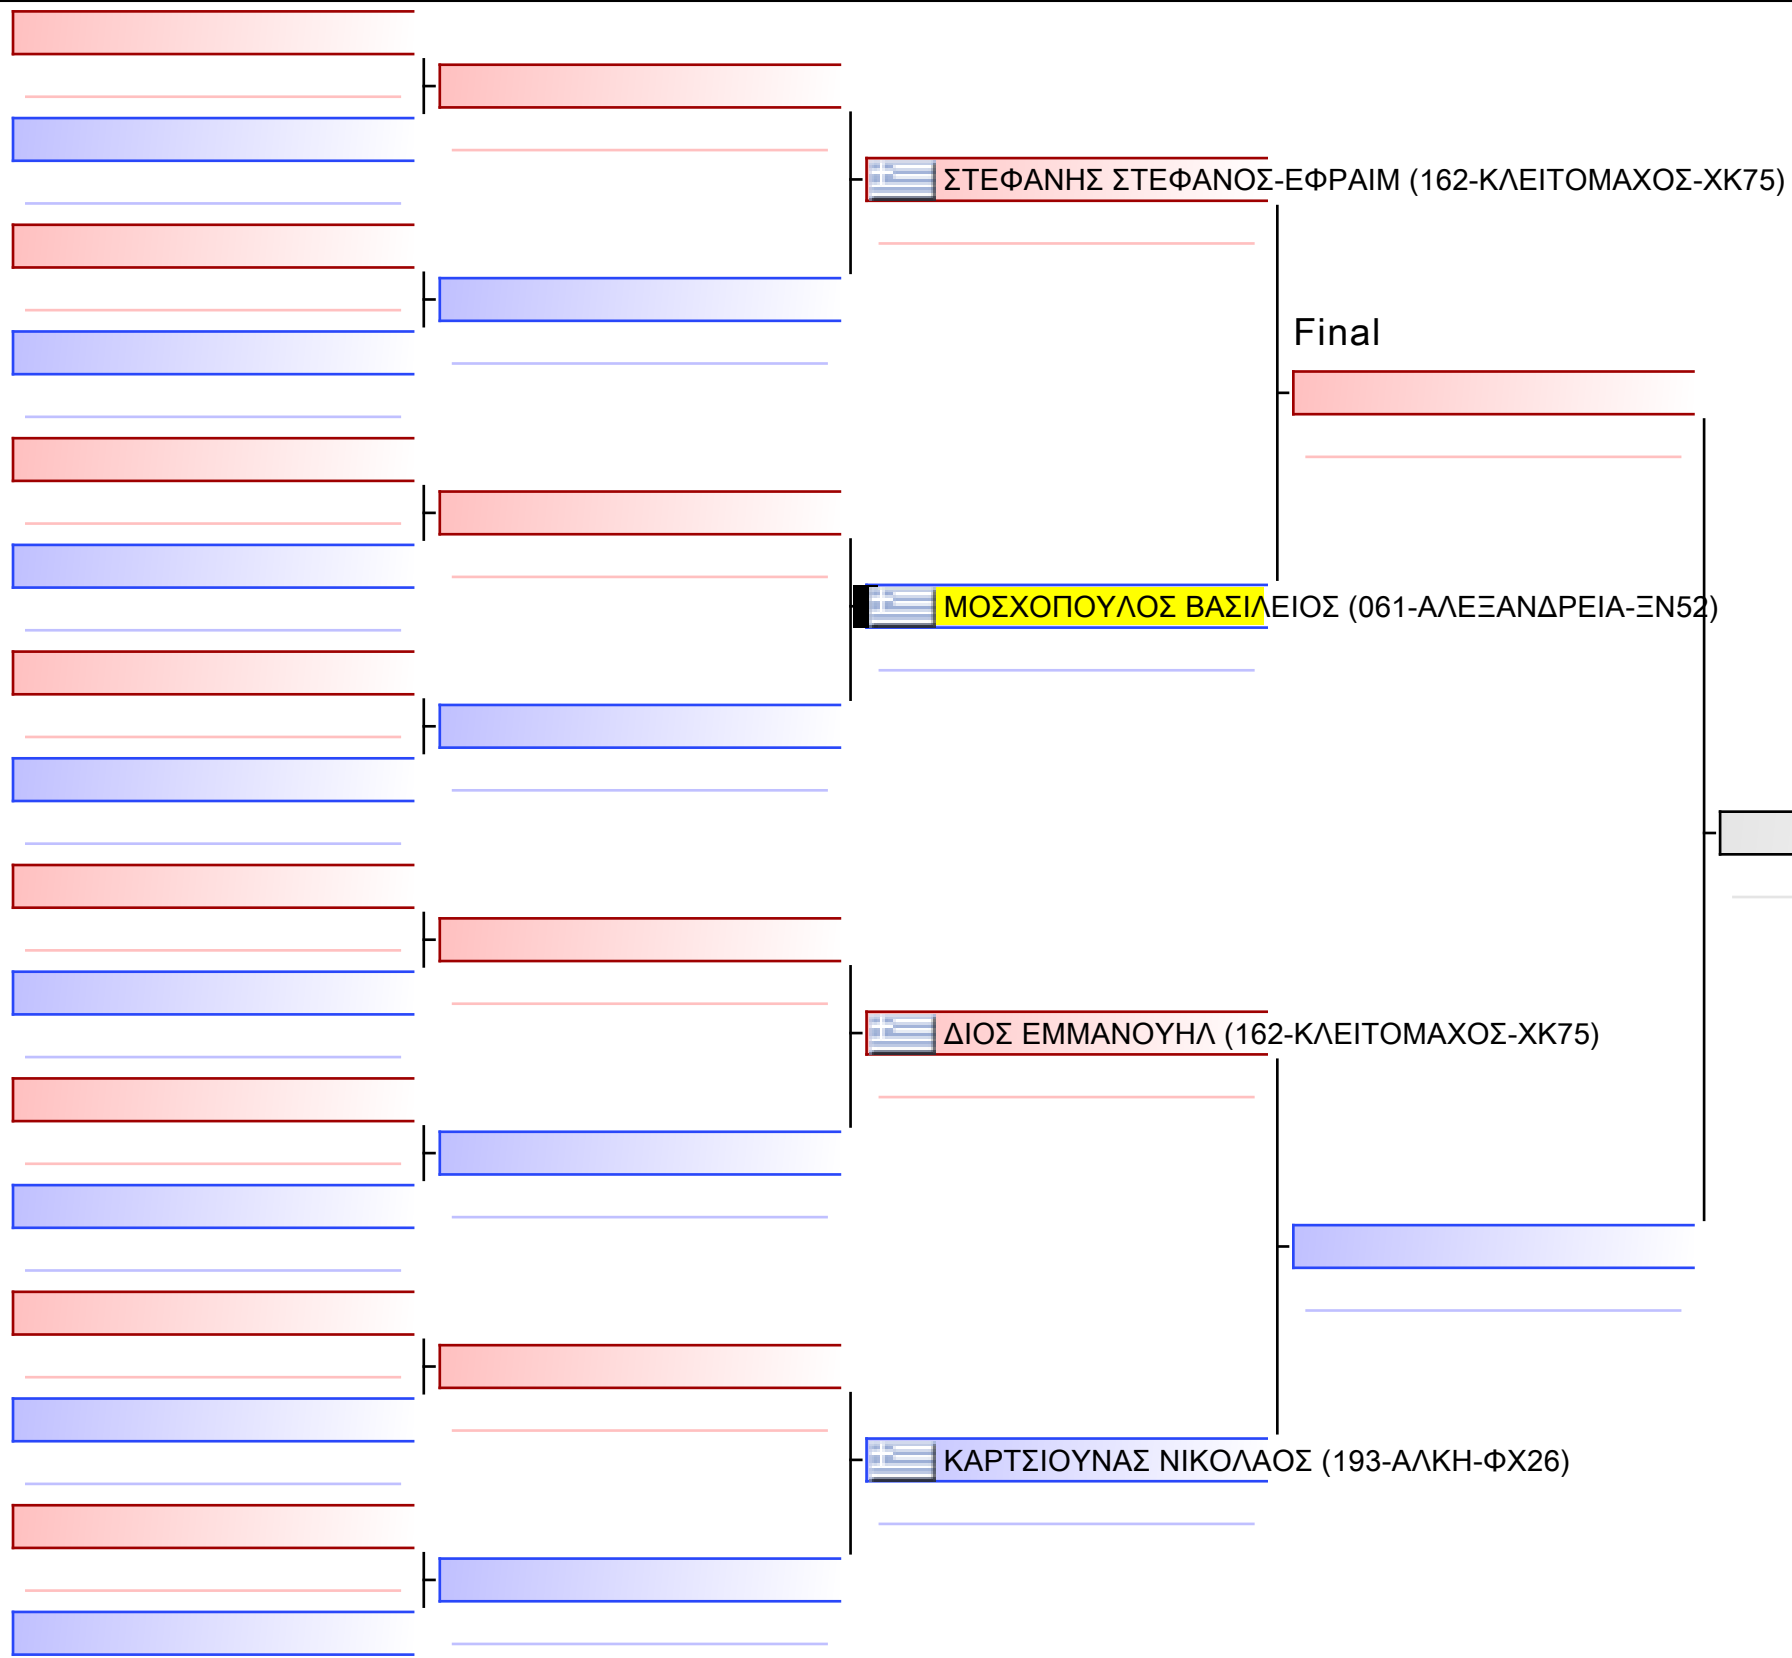 ΣΤΕΦΑΝΗΣ ΣΤΕΦΑΝΟΣ-ΕΦΡΑΙΜ (162-ΚΛΕΙΤΟΜΑΧΟΣ-ΧΚ75)
Final
ΜΟΣΧΟΠΟΥΛΟΣ ΒΑΣΙΛΕΙΟΣ (061-ΑΛΕΞΑΝΔΡΕΙΑ-ΞΝ52)
ΔΙΟΣ ΕΜΜΑΝΟΥΗΛ (162-ΚΛΕΙΤΟΜΑΧΟΣ-ΧΚ75)
ΚΑΡΤΣΙΟΥΝΑΣ ΝΙΚΟΛΑΟΣ (193-ΑΛΚΗ-ΦΧ26)